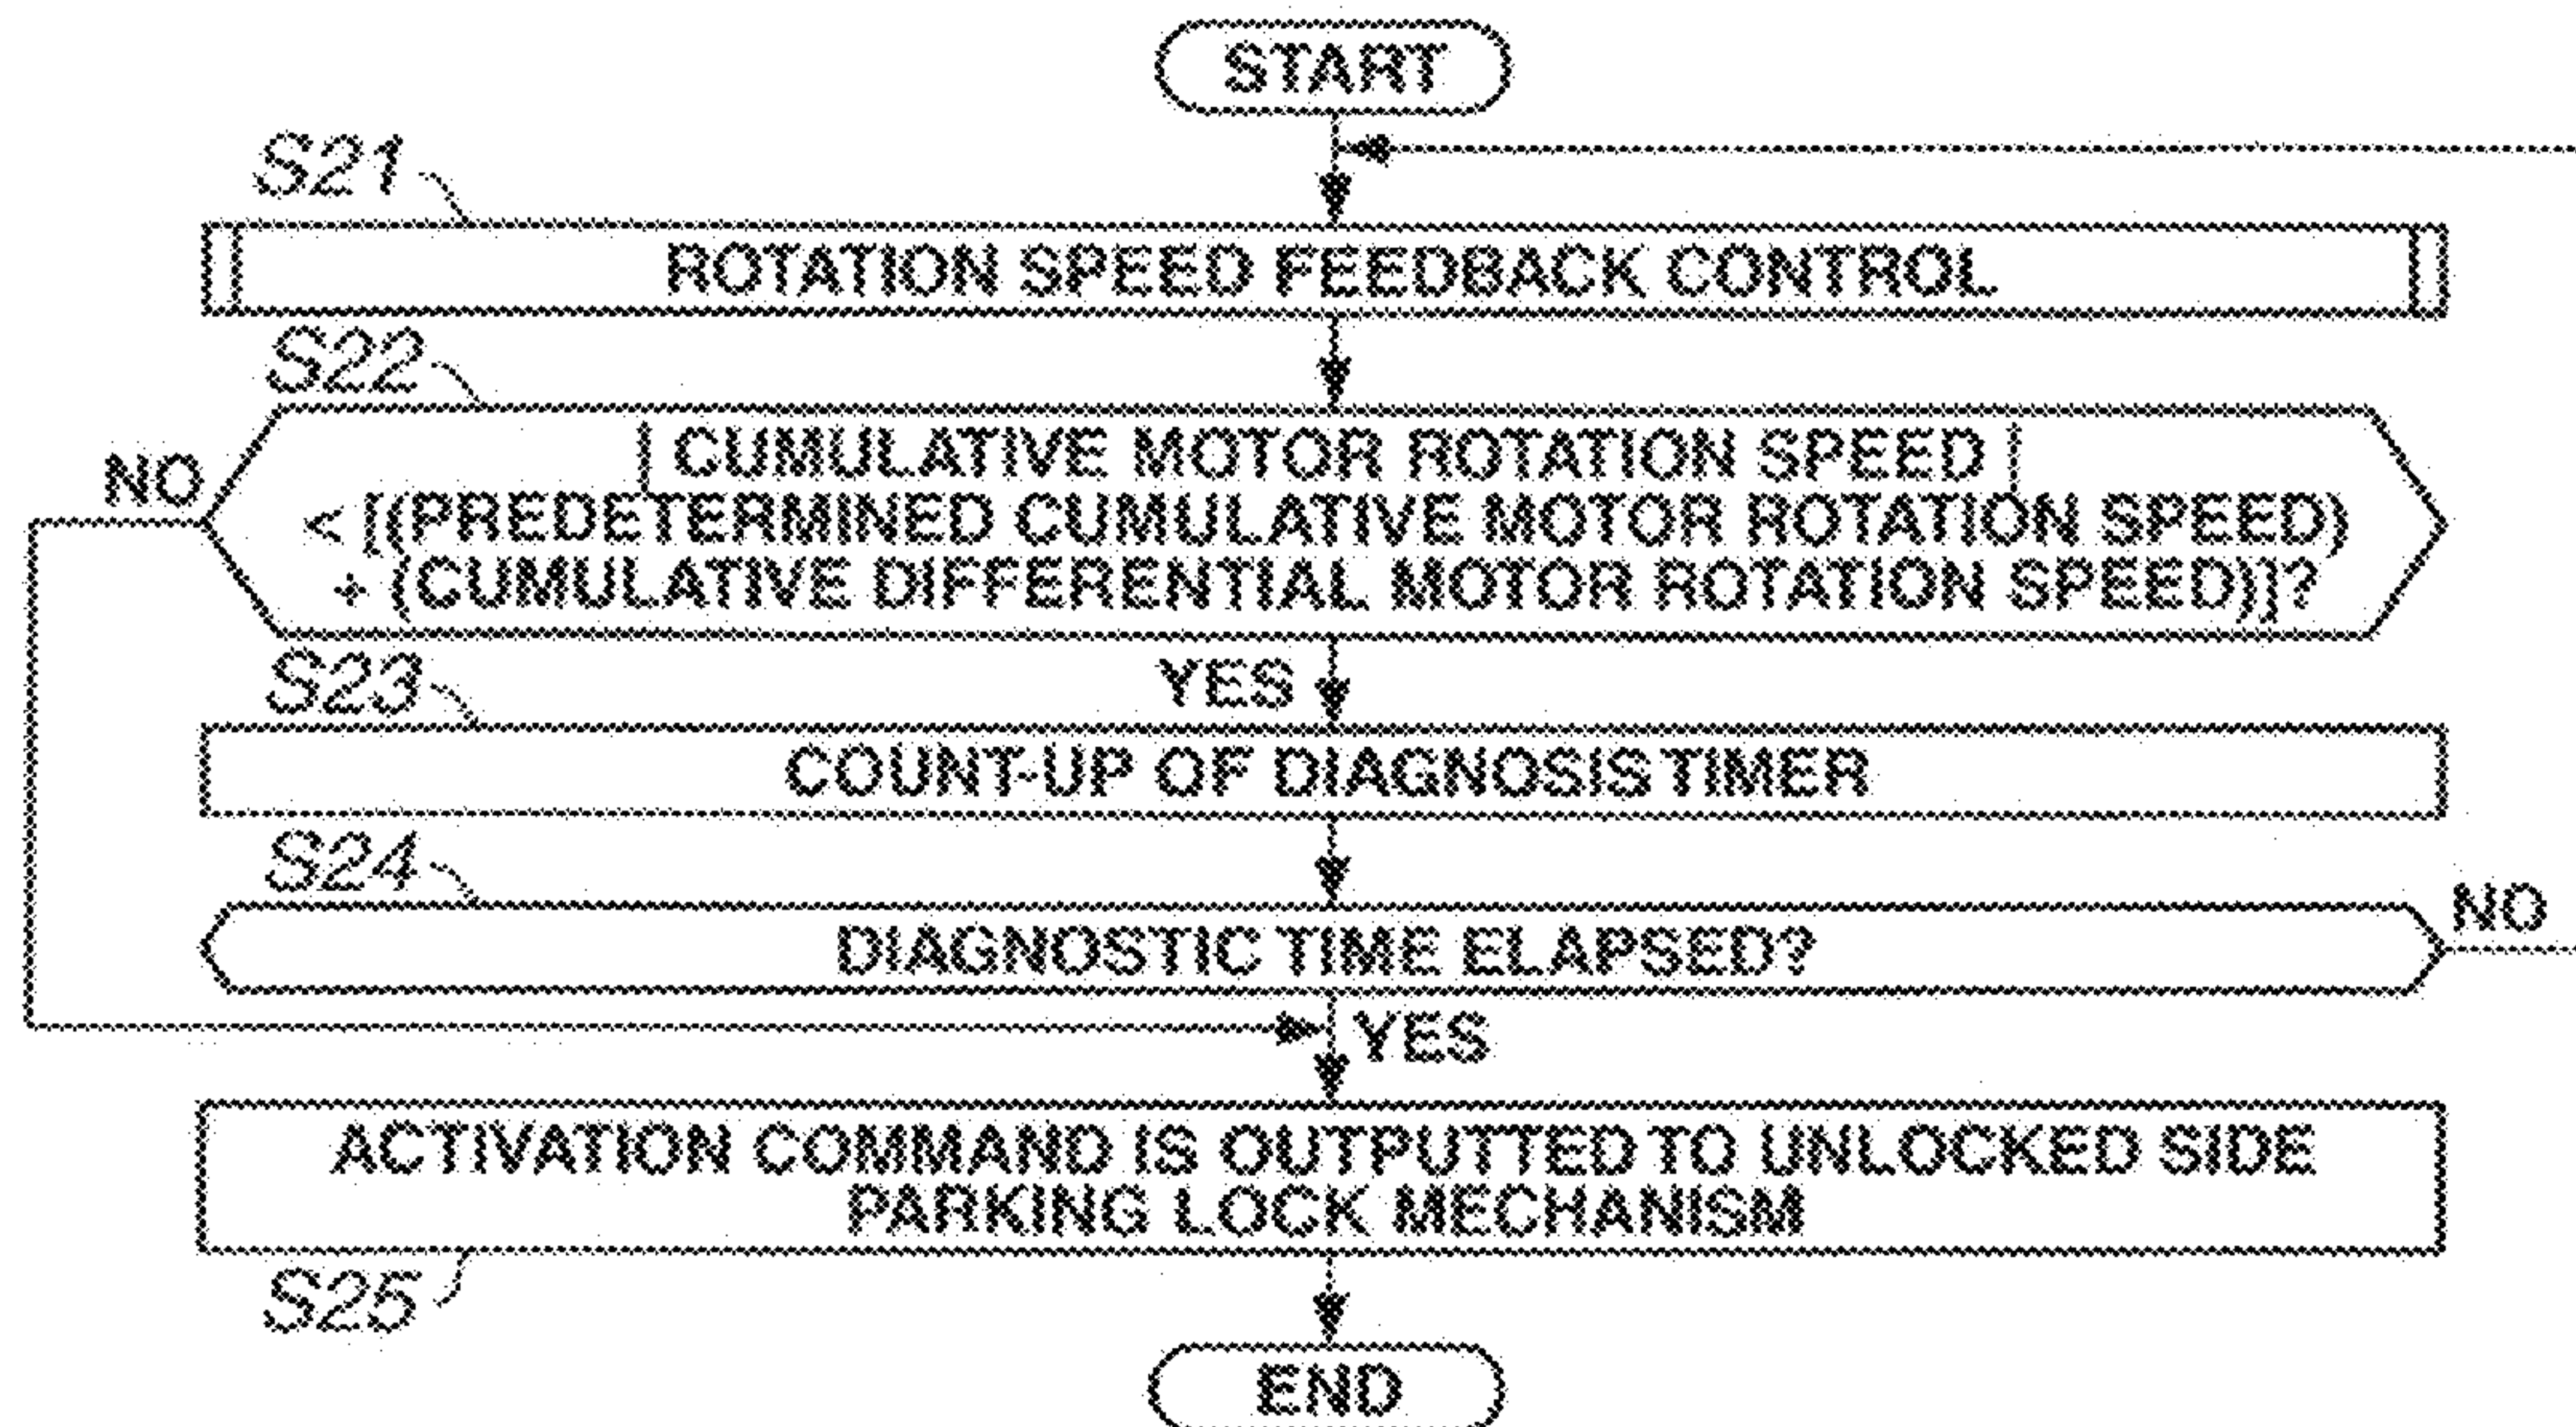 START
S21
ROTATION SPEED FEEDBACK CONTROL
S22
NO
| CUMULATIVE MOTOR ROTATION SPEED |
< [(PREDETERMINED CUMULATIVE MOTOR ROTATION SPEED)
+ (CUMULATIVE DIFFERENTIAL MOTOR ROTATION SPEED)]?
YES
S23
COUNT-UP OF DIAGNOSIS TIMER
S24
DIAGNOSTIC TIME ELAPSED?
NO
YES
ACTIVATION COMMAND IS OUTPUTTED TO UNLOCKED SIDE
PARKING LOCK MECHANISM
S25
END